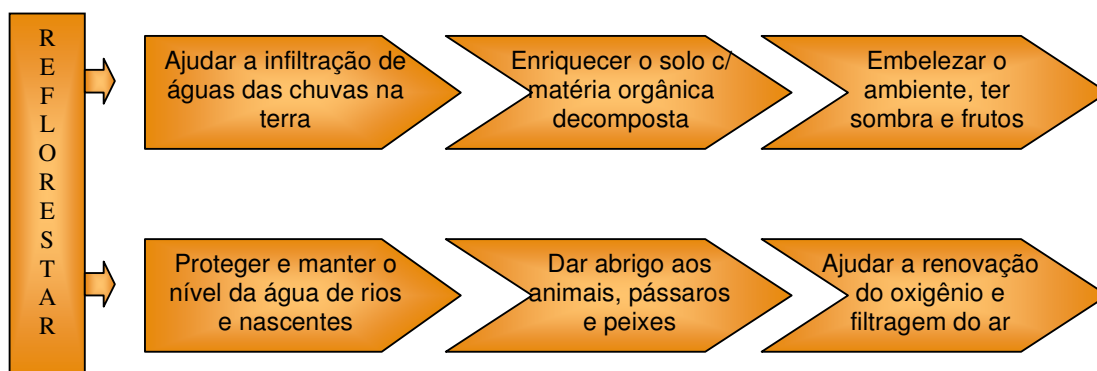 REFLORESTAR
Ajudar a infiltração de
águas das chuvas na
terra
Enriquecer o solo c/
matéria orgânica
decomposta
Embelezar o
ambiente, ter
sombra e frutos
Proteger e manter o
nível da água de rios
e nascentes
Dar abrigo aos
animais, pássaros
e peixes
Ajudar a renovação
do oxigênio e
filtragem do ar